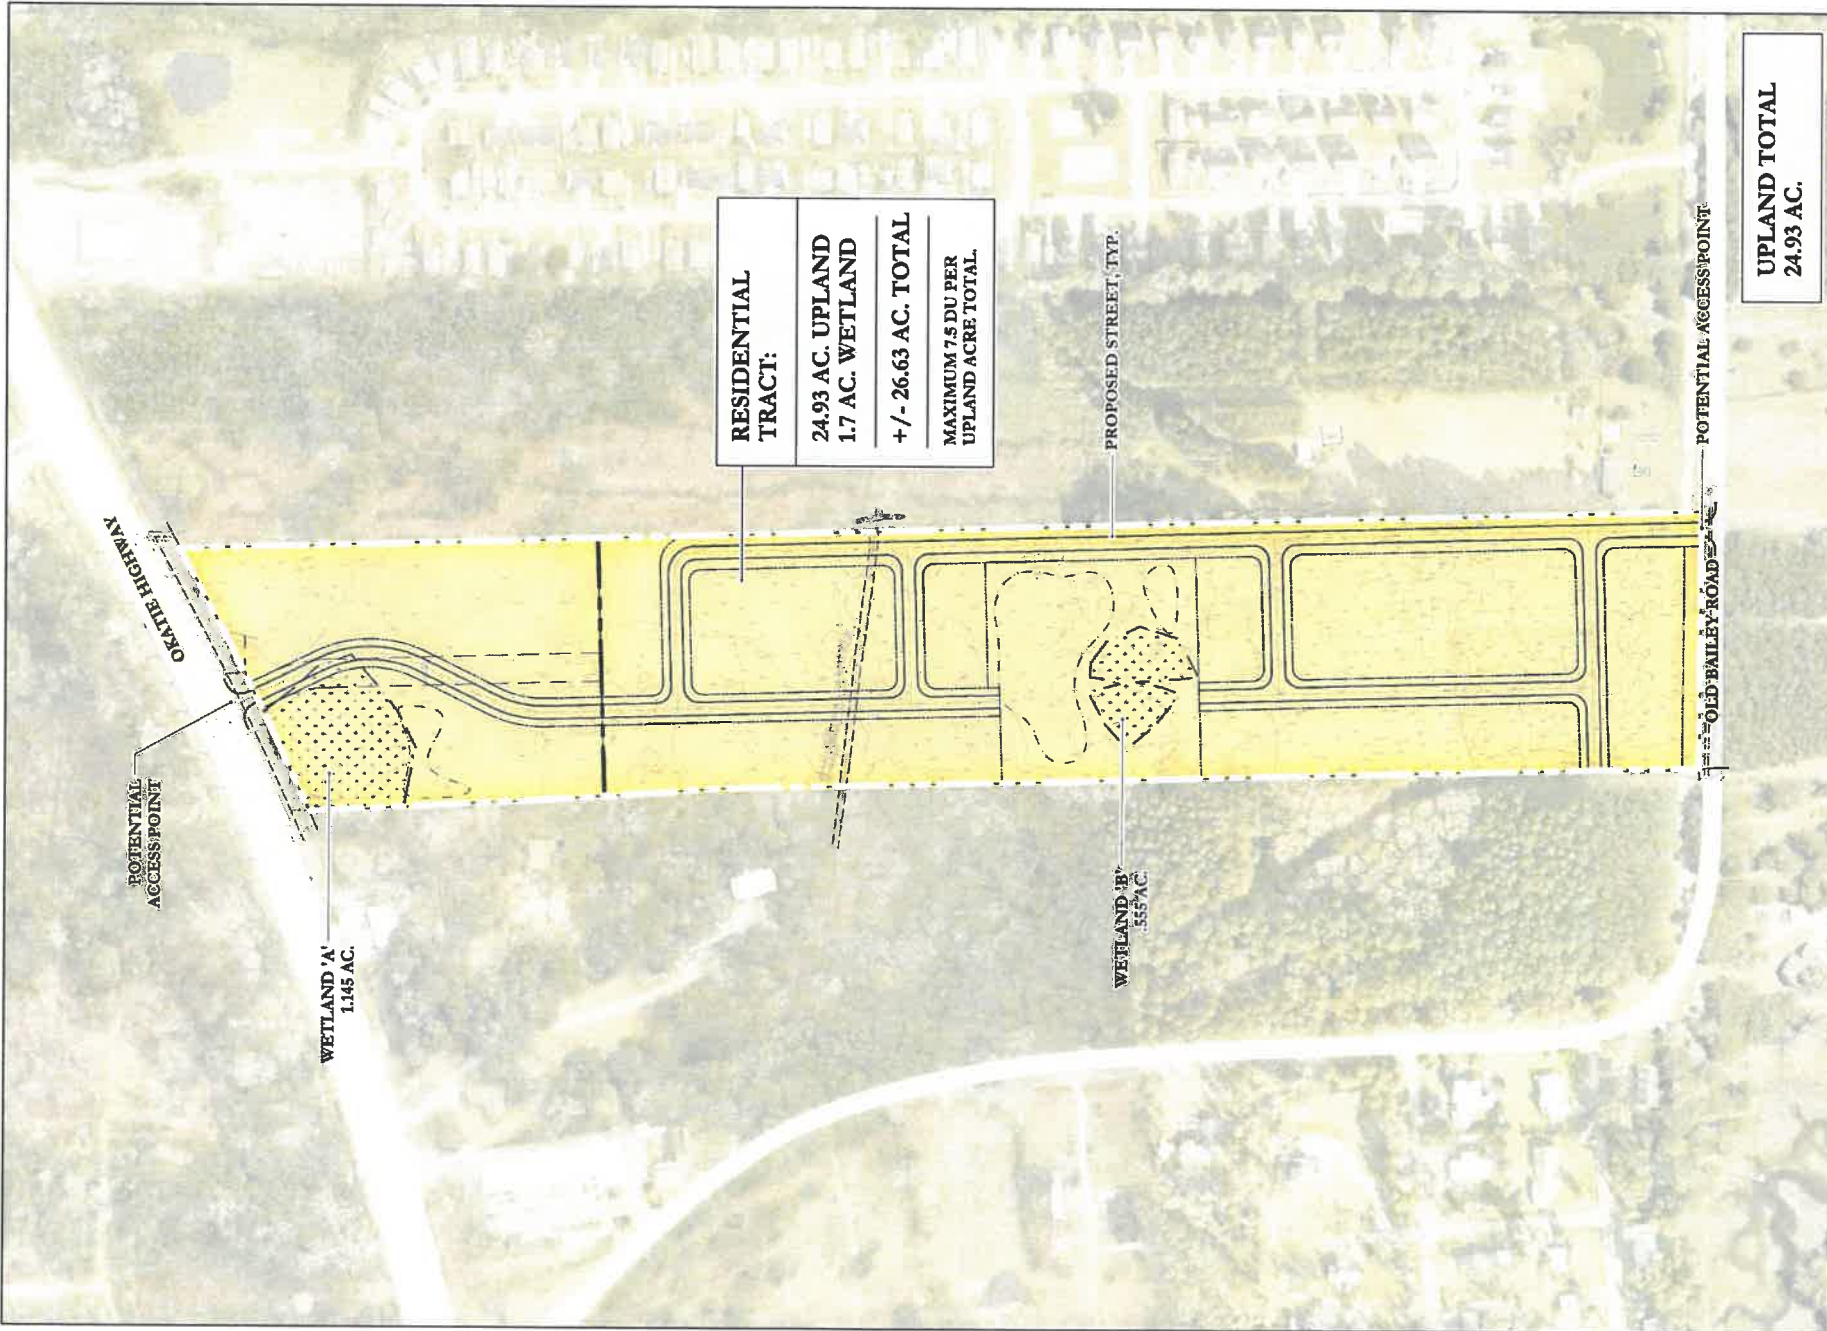 OKATIE HIGHWAY
POTENTIAL
ACCESS POINT
WETLAND 'A'
1.145 AC.
RESIDENTIAL
TRACT:
24.93 AC. UPLAND
1.7 AC. WETLAND
+/- 26.63 AC. TOTAL
MAXIMUM 7.5 DU PER
UPLAND ACRE TOTAL.
PROPOSED STREET, TYP.
WETLAND 'B'
.555 AC.
POTENTIAL ACCESS POINT
OLD BAILEY ROAD
UPLAND TOTAL
24.93 AC.